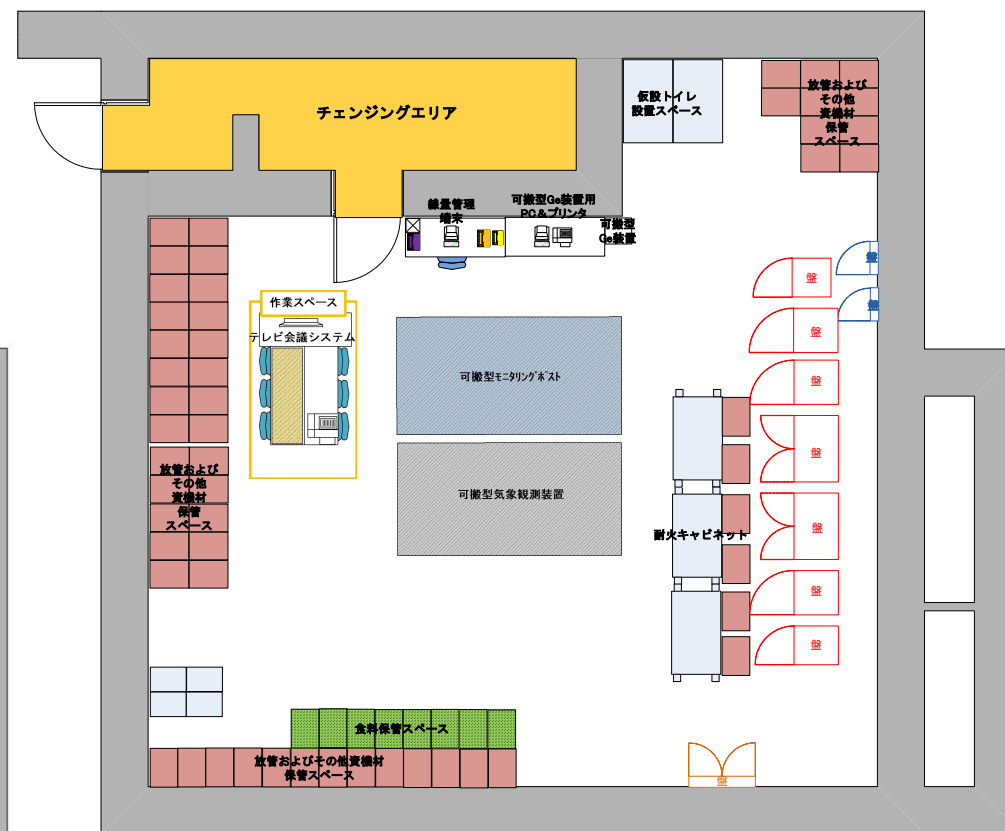 チェンジングエリア
仮設トイレ
設置スペース
放管および
その他
資機材
保管
スペース
線量管理
端末
可搬型Ge装置用
PC&プリンタ
可搬型
Ge装置
盤
盤
盤
盤
盤
盤
盤
盤
盤
作業スペース
テレビ会議システム
可搬型モニタリングポスト
可搬型気象観測装置
放管および
その他
資機材
保管
スペース
耐火キャビネット
食料保管スペース
放管およびその他資機材
保管スペース
盤